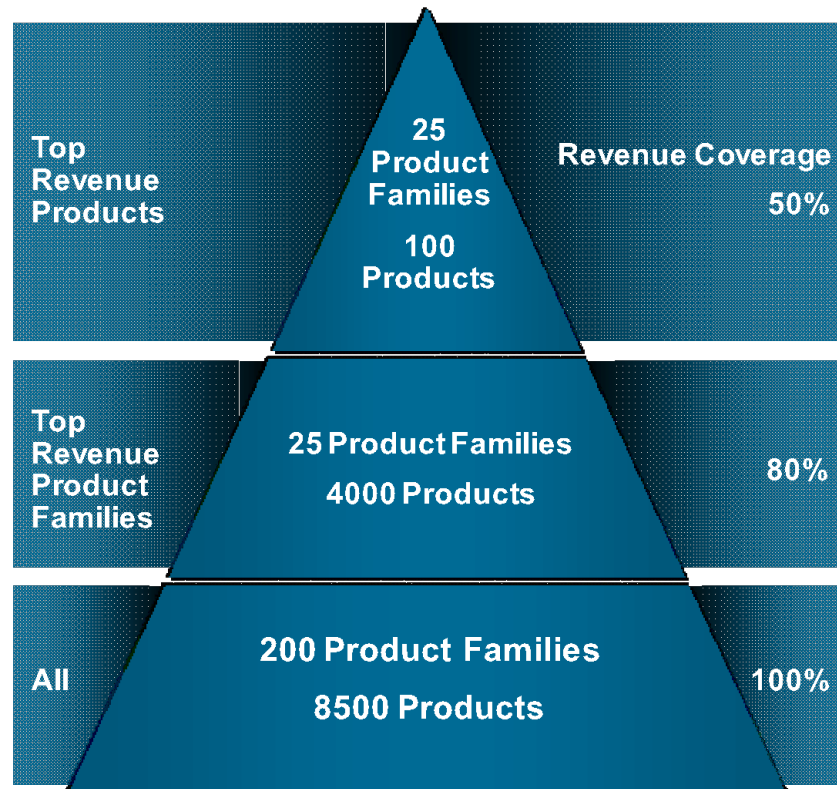 Top
Revenue
Products
25
Product
Families
100
Products
Revenue Coverage
50%
Top
Revenue
Product
Families
25 Product Families
4000 Products
80%
All
200 Product Families
8500 Products
100%